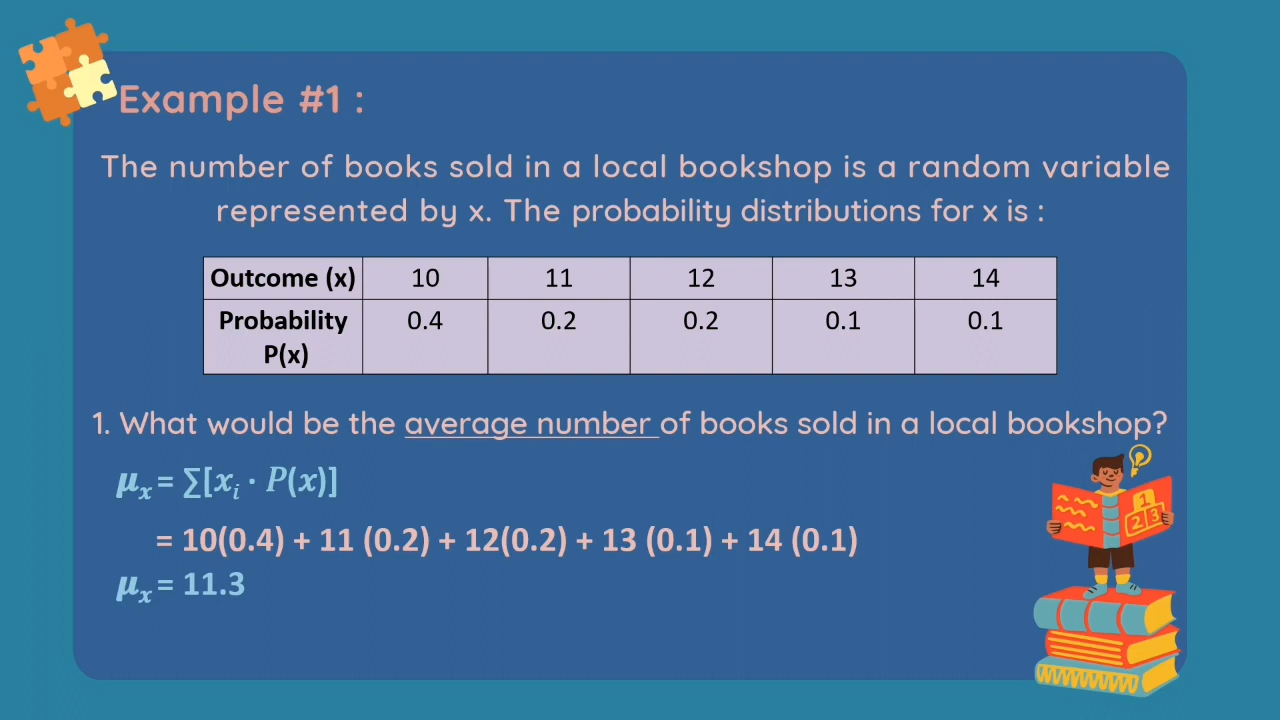 Example #1 :
The number of books sold in a local bookshop is a random variable
represented by x. The probability distributions for x is :
Outcome (x) 10 11 12 13 14
Probability 0.4 0.2 0.2 0.1 0.1
P(x)
1. What would be the average number of books sold in a local bookshop?
μₓ = ∑[xᵢ · P(x)]
= 10(0.4) + 11 (0.2) + 12(0.2) + 13 (0.1) + 14 (0.1)
μₓ = 11.3
1
2 3